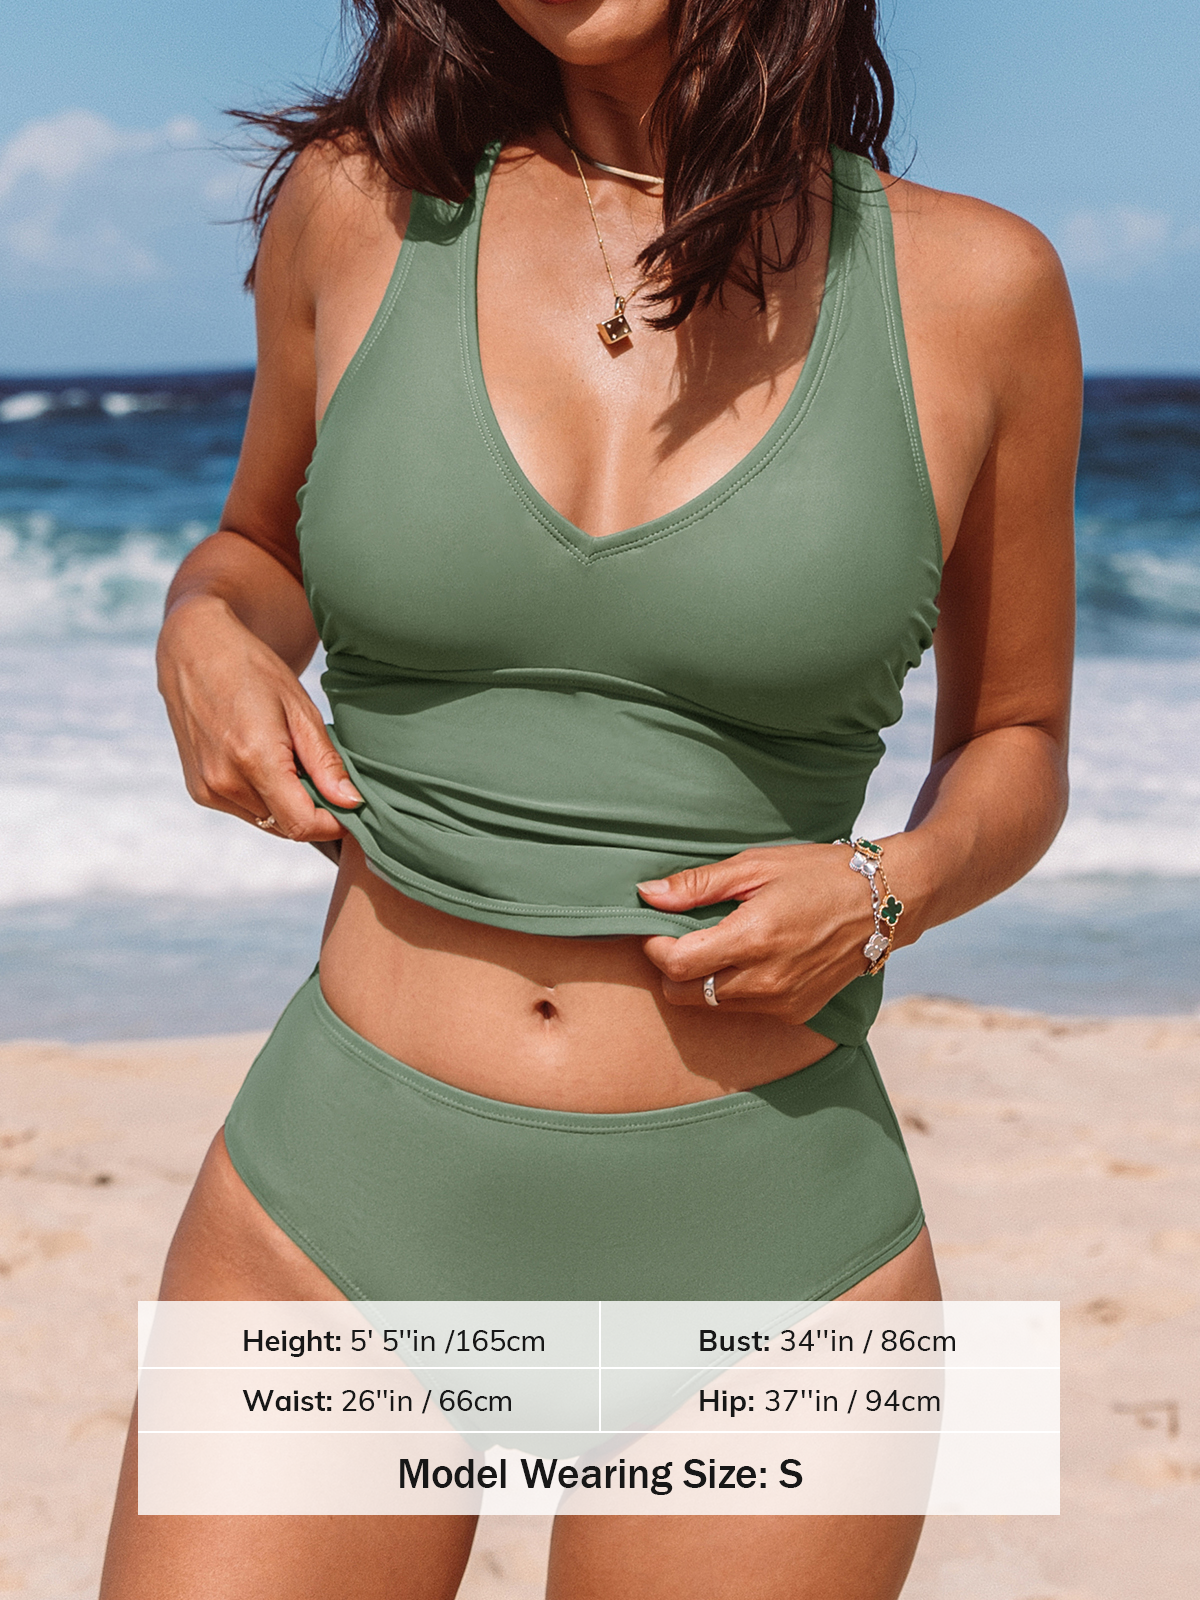 Height: 5' 5''in /165cm
Bust: 34''in / 86cm
Waist: 26''in / 66cm
Hip: 37''in / 94cm
Model Wearing Size: S